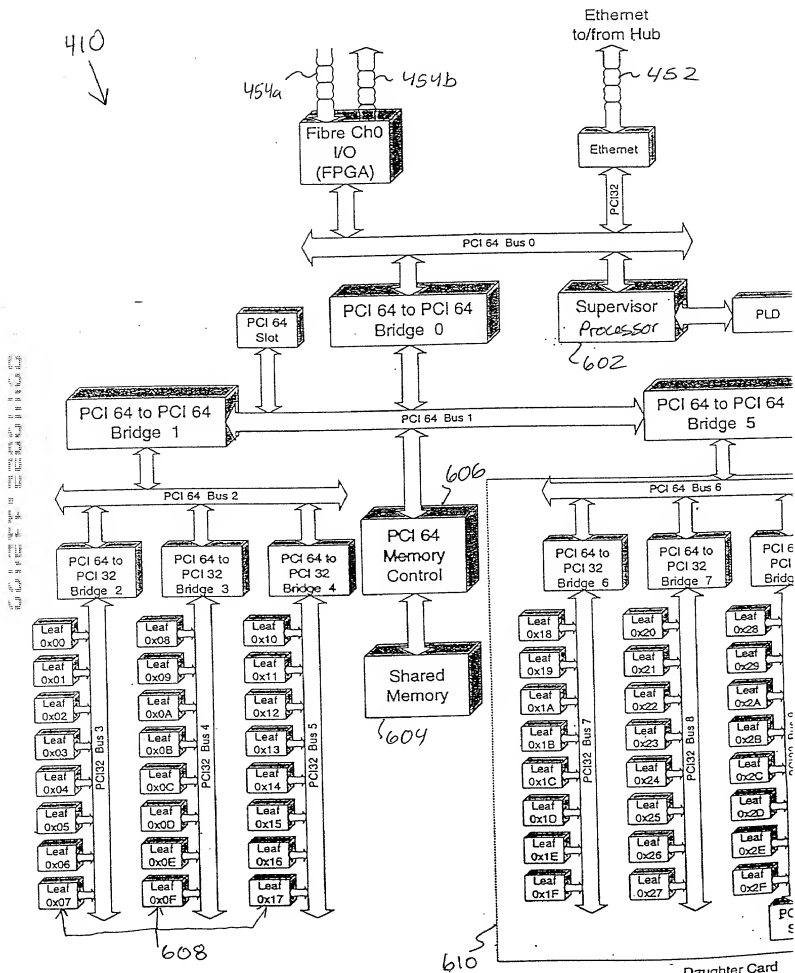 410
Ethernet
to/from Hub
454a
454b
452
Fibre Ch0
I/O
(FPGA)
Ethernet
PCI32
PCI 64 Bus 0
PCI 64
Slot
PCI 64 to PCI 64
Bridge 0
Supervisor
Processor
PLD
602
PCI 64 to PCI 64
Bridge 1
PCI 64 Bus 1
PCI 64 to PCI 64
Bridge 5
PCI 64 Bus 2
606
PCI 64 Bus 6
PCI 64 to
PCI 32
Bridge 2
PCI 64 to
PCI 32
Bridge 3
PCI 64 to
PCI 32
Bridge 4
PCI 64
Memory
Control
PCI 64 to
PCI 32
Bridge 6
PCI 64 to
PCI 32
Bridge 7
Leaf
0x00
Leaf
0x01
Leaf
0x02
Leaf
0x03
Leaf
0x04
Leaf
0x05
Leaf
0x06
Leaf
0x07
PCI32 Bus 3
Leaf
0x08
Leaf
0x09
Leaf
0x0A
Leaf
0x0B
Leaf
0x0C
Leaf
0x0D
Leaf
0x0E
Leaf
0x0F
PCI32 Bus 4
Leaf
0x10
Leaf
0x11
Leaf
0x12
Leaf
0x13
Leaf
0x14
Leaf
0x15
Leaf
0x16
Leaf
0x17
PCI32 Bus 5
Shared
Memory
604
Leaf
0x18
Leaf
0x19
Leaf
0x1A
Leaf
0x1B
Leaf
0x1C
Leaf
0x1D
Leaf
0x1E
Leaf
0x1F
PCI32 Bus 7
Leaf
0x20
Leaf
0x21
Leaf
0x22
Leaf
0x23
Leaf
0x24
Leaf
0x25
Leaf
0x26
Leaf
0x27
PCI32 Bus 8
Leaf
0x28
Leaf
0x29
Leaf
0x2A
Leaf
0x2B
Leaf
0x2C
Leaf
0x2D
Leaf
0x2E
Leaf
0x2F
608
610
Daughter Card